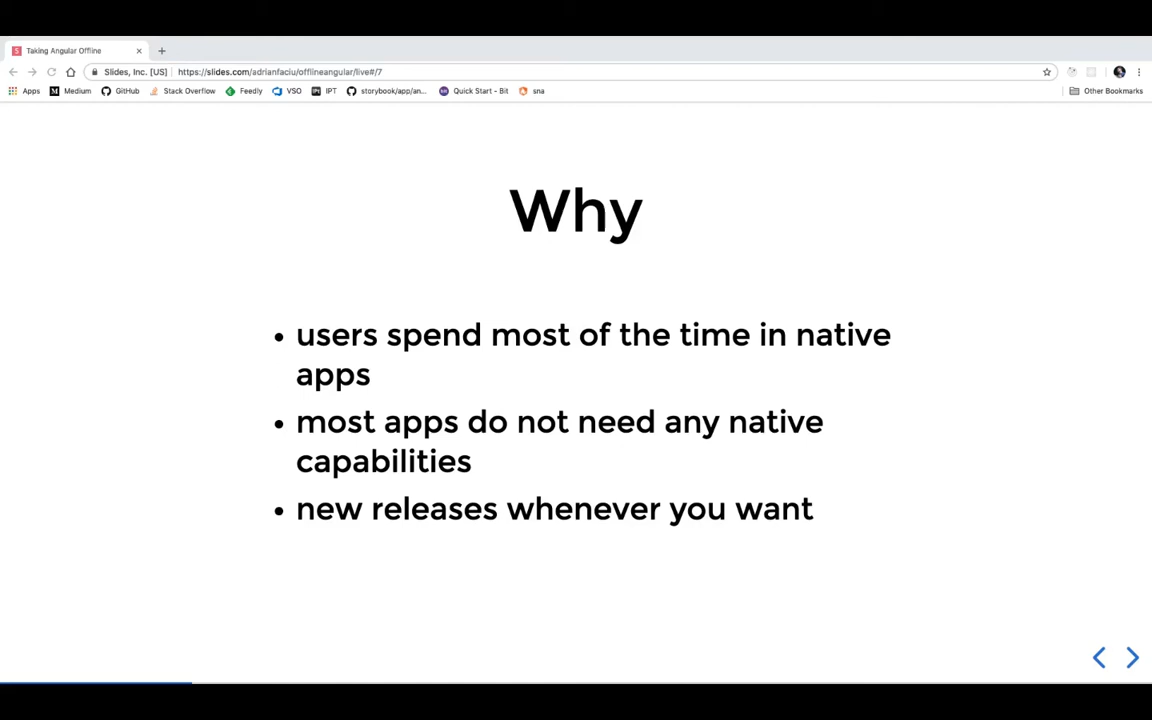 Taking Angular Offline
Slides, Inc. [US]
https://slides.com/adrianfaciu/offlineangular/live#/7
Apps
Medium
GitHub
Stack Overflow
Feedly
VSO
IPT
storybook/app/an...
Quick Start - Bit
sna
Other Bookmarks
Why
• users spend most of the time in native
apps
• most apps do not need any native
capabilities
• new releases whenever you want